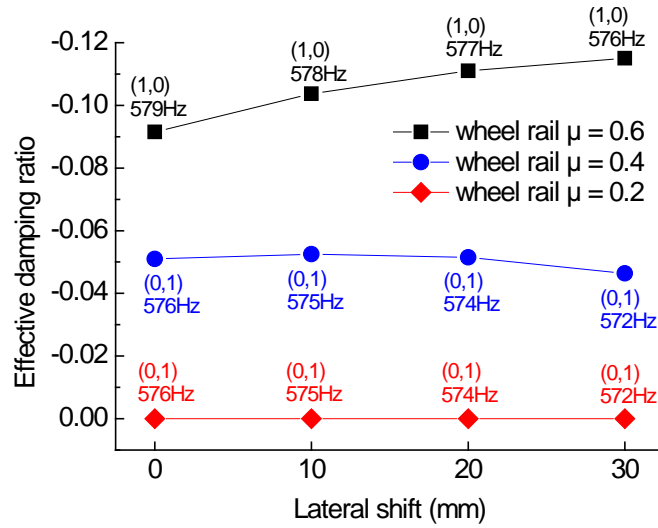 (1,0)
576Hz
(1,0)
577Hz
(1,0)
578Hz
(1,0)
579Hz
-0.12
-0.10
-0.08
-0.06
-0.04
-0.02
0.00
Effective damping ratio
wheel rail μ = 0.6
wheel rail μ = 0.4
wheel rail μ = 0.2
(0,1)
576Hz
(0,1)
575Hz
(0,1)
574Hz
(0,1)
572Hz
(0,1)
576Hz
(0,1)
575Hz
(0,1)
574Hz
(0,1)
572Hz
0
10
20
30
Lateral shift (mm)